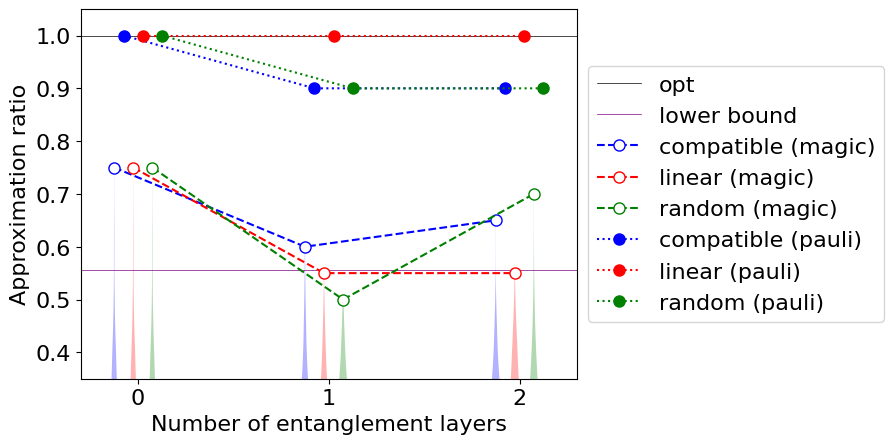 1.0
0.9
0.8
0.7
0.6
0.5
0.4
Approximation ratio
0 1 2
Number of entanglement layers
opt
lower bound
compatible (magic)
linear (magic)
random (magic)
compatible (pauli)
linear (pauli)
random (pauli)